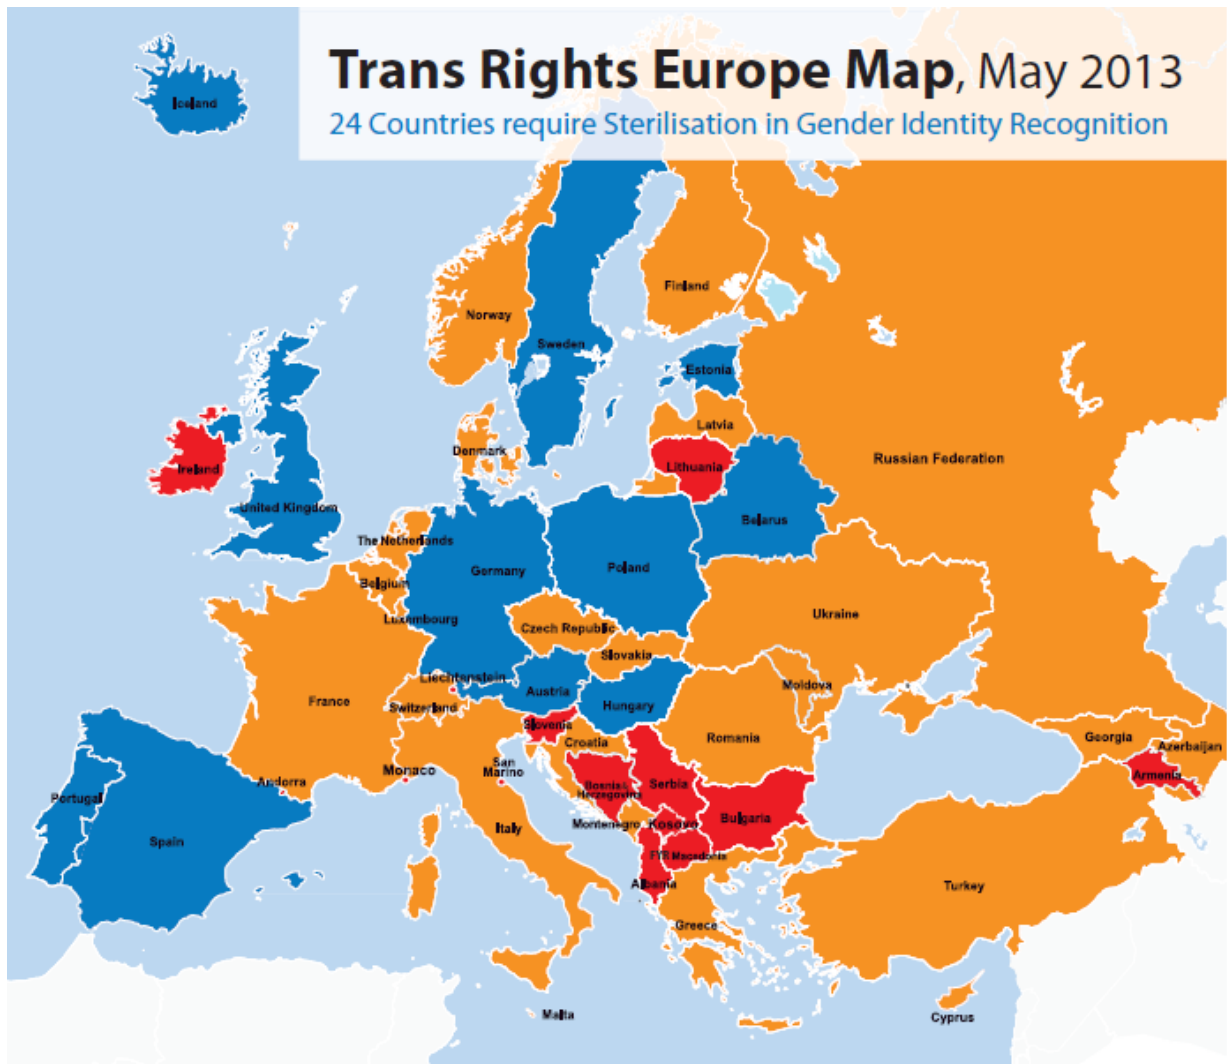 Trans Rights Europe Map, May 2013
24 Countries require Sterilisation in Gender Identity Recognition
Iceland
Finland
Norway
Sweden
Estonia
Latvia
Denmark
Russian Federation
Lithuania
Ireland
United Kingdom
Belarus
The Netherlands
Germany
Poland
Belgium
Ukraine
Luxembourg
Czech Republic
Slovakia
Liechtenstein
Moldova
Austria
France
Switzerland
Hungary
Slovenia
Romania
Georgia
Croatia
Azerbaijan
San
Marino
Monaco
Armenia
Andorra
Serbia
Bosnia &
Herzegovina
Portugal
Bulgaria
Montenegro
Kosovo
Italy
Spain
FYR Macedonia
Albania
Turkey
Greece
Malta
Cyprus